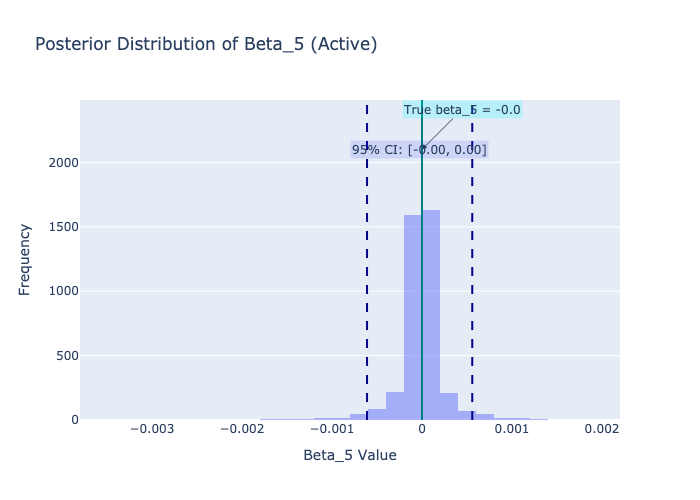 Posterior Distribution of Beta_5 (Active)
True beta_5 = -0.0
95% CI: [-0.00, 0.00]
2000
1500
1000
500
0
Frequency
−0.003
−0.002
−0.001
0
0.001
0.002
Beta_5 Value